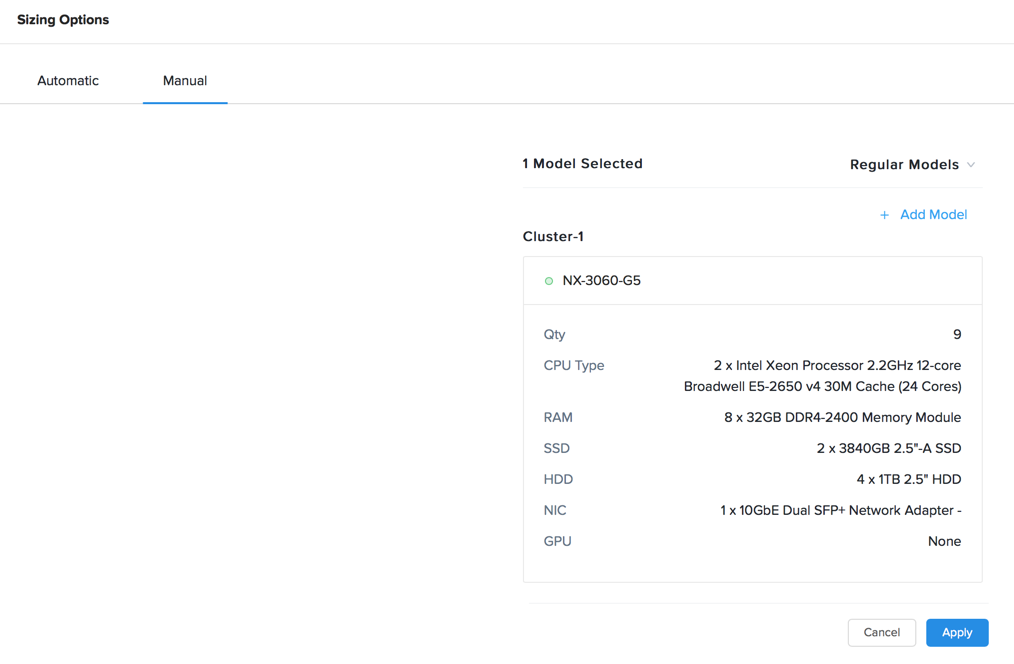 Sizing Options
Automatic
Manual
1 Model Selected
Regular Models
+ Add Model
Cluster-1
NX-3060-G5
Qty
9
CPU Type
2 x Intel Xeon Processor 2.2GHz 12-core
Broadwell E5-2650 v4 30M Cache (24 Cores)
RAM
8 x 32GB DDR4-2400 Memory Module
SSD
2 x 3840GB 2.5"-A SSD
HDD
4 x 1TB 2.5" HDD
NIC
1 x 10GbE Dual SFP+ Network Adapter -
GPU
None
Cancel
Apply